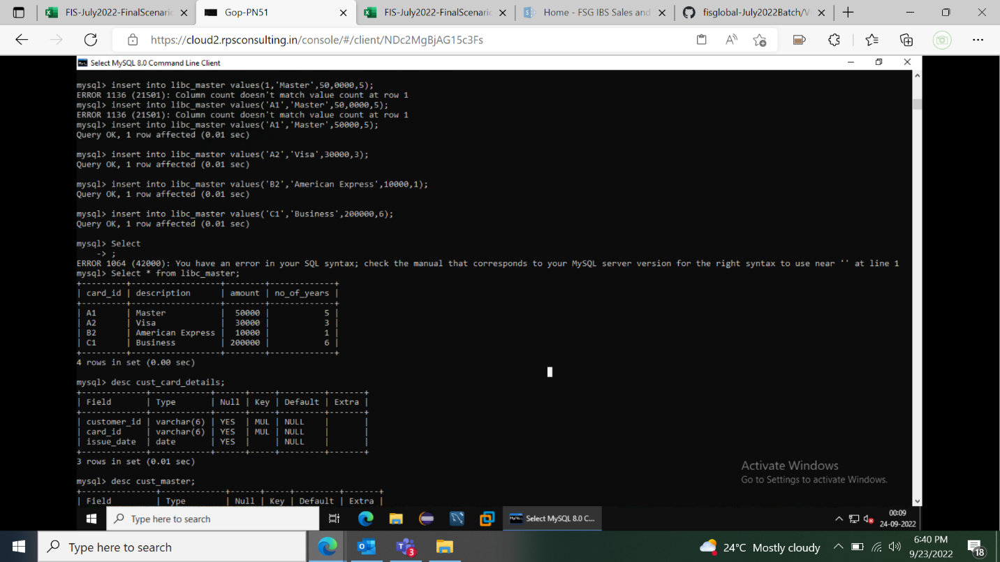 FIS-July2022-FinalScenario
Gop-PN51
FIS-July2022-FinalScenario
Home - FSG IBS Sales and
fisglobal-July2022Batch/V
https://cloud2.rpsconsulting.in/console/#/client/NDc2MgBjAG15c3Fs
Select MySQL 8.0 Command Line Client
mysql> insert into libc_master values(1,'Master',50,0000,5);
ERROR 1136 (21S01): Column count doesn't match value count at row 1
mysql> insert into libc_master values('A1','Master',50,0000,5);
ERROR 1136 (21S01): Column count doesn't match value count at row 1
mysql> insert into libc_master values('A1','Master',50000,5);
Query OK, 1 row affected (0.01 sec)
mysql> insert into libc_master values('A2','Visa',30000,3);
Query OK, 1 row affected (0.01 sec)
mysql> insert into libc_master values('B2','American Express',10000,1);
Query OK, 1 row affected (0.01 sec)
mysql> insert into libc_master values('C1','Business',200000,6);
Query OK, 1 row affected (0.01 sec)
mysql> Select
-> ;
ERROR 1064 (42000): You have an error in your SQL syntax; check the manual that corresponds to your MySQL server version for the right syntax to use near '' at line 1
mysql> Select * from libc_master;
+---------+------------------+--------+-------------+
| card_id | description | amount | no_of_years |
+---------+------------------+--------+-------------+
| A1 | Master | 50000 | 5 |
| A2 | Visa | 30000 | 3 |
| B2 | American Express | 10000 | 1 |
| C1 | Business | 200000 | 6 |
+---------+------------------+--------+-------------+
4 rows in set (0.00 sec)
mysql> desc cust_card_details;
+-------------+------------+------+-----+---------+-------+
| Field | Type | Null | Key | Default | Extra |
+-------------+------------+------+-----+---------+-------+
| customer_id | varchar(6) | YES | MUL | NULL | |
| card_id | varchar(6) | YES | MUL | NULL | |
| issue_date | date | YES | | NULL | |
+-------------+------------+------+-----+---------+-------+
3 rows in set (0.01 sec)
mysql> desc cust_master;
+---------------+-------------+------+-----+---------+-------+
| Field | Type | Null | Key | Default | Extra |
Activate Windows
Go to Settings to activate Windows.
Type here to search
Select MySQL 8.0 C...
00:09
24-09-2022
Type here to search
3
24°C Mostly cloudy
6:40 PM
9/23/2022
18